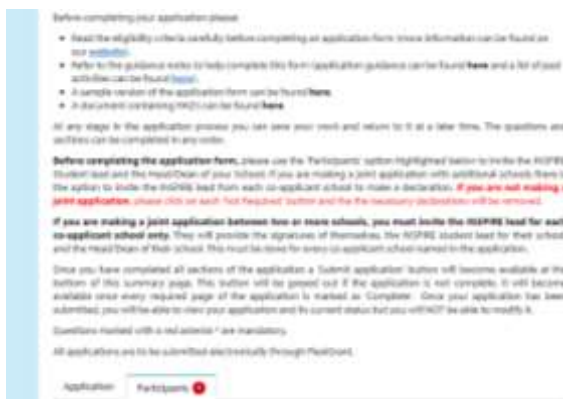 Before completing your application please:
Read the eligibility criteria carefully before completing an application form (more information can be found on
our website).
Refer to the guidance notes to help complete this form (application guidance can be found here and a list of past
activities can be found here).
A sample version of the application form can be found here.
A document containing FAQ's can be found here.
At any stage in the application process you can save your work and return to it at a later time. The questions and
sections can be completed in any order.
Before completing the application form, please use the 'Participants' option highlighted below to invite the INSPIRE
Student lead and the Head/Dean of your School. If you are making a joint application with additional schools there is
the option to invite the INSPIRE lead from each co-applicant school to make a declaration. If you are not making a
joint application, please click on each 'Not Required' button and the necessary declarations will be removed.
If you are making a joint application between two or more schools, you must invite the INSPIRE lead for each
co-applicant school only. They will provide the signatures of themselves, the INSPIRE student lead for their school
and the Head/Dean of their school. This must be done for every co-applicant school named in the application.
Once you have completed all sections of the application a 'Submit application' button will become available at the
bottom of this summary page. This button will be greyed out if the application is not complete. It will become
available once every required page of the application is marked as 'Complete'. Once your application has been
submitted, you will be able to view your application and its current status but you will NOT be able to modify it.
Questions marked with a red asterisk * are mandatory.
All applications are to be submitted electronically through FlexiGrant.
Application Participants